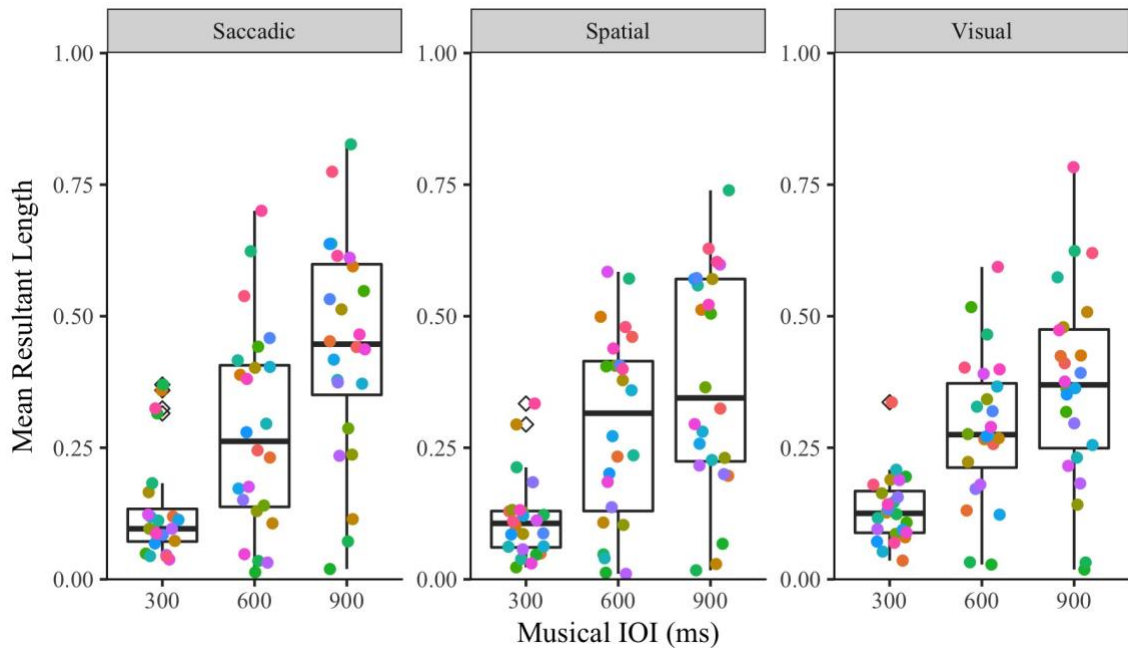 Saccadic Spatial Visual
Mean Resultant Length
1.00 1.00 1.00
0.75 0.75 0.75
0.50 0.50 0.50
0.25 0.25 0.25
0.00 0.00 0.00
300 600 900 300 600 900 300 600 900
Musical IOI (ms)